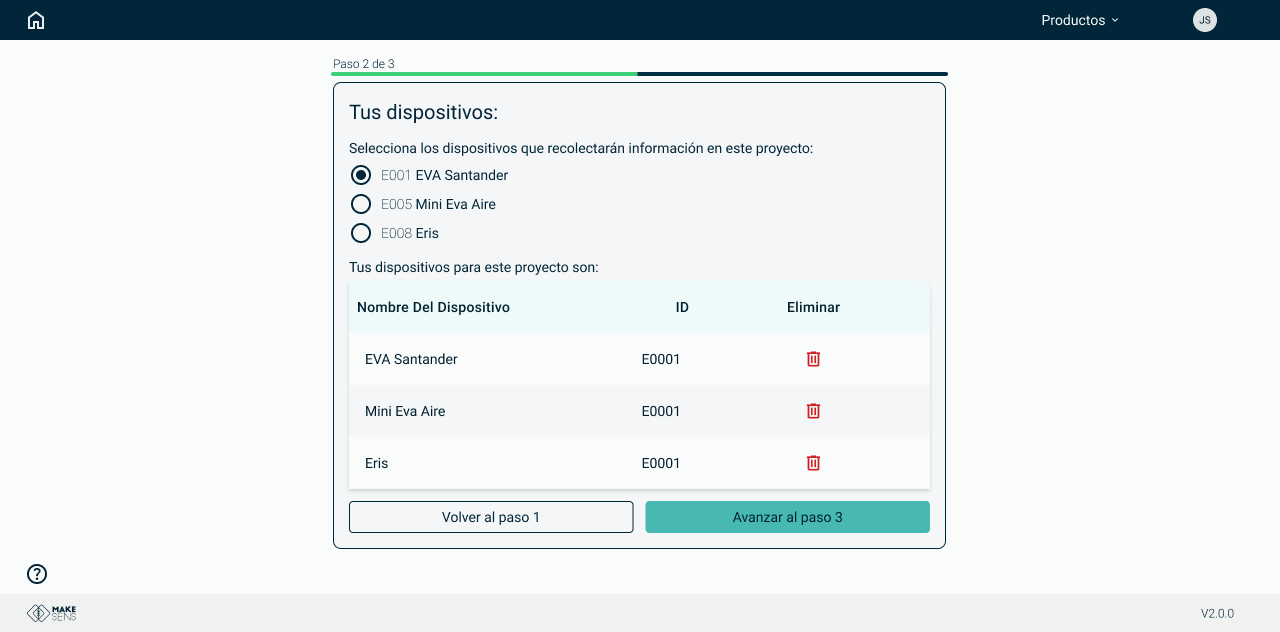 Productos
JS
Paso 2 de 3
Tus dispositivos:
Selecciona los dispositivos que recolectarán información en este proyecto:
E001 EVA Santander
E005 Mini Eva Aire
E008 Eris
Tus dispositivos para este proyecto son:
Nombre Del Dispositivo ID Eliminar
EVA Santander E0001
Mini Eva Aire E0001
Eris E0001
Volver al paso 1 Avanzar al paso 3
?
MAKE
SENS
V2.0.0